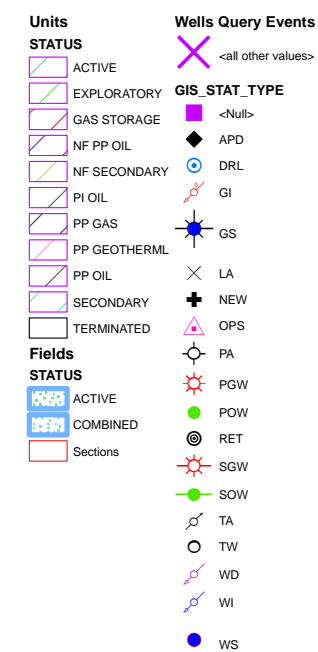 Units
STATUS
ACTIVE
EXPLORATORY
GAS STORAGE
NF PP OIL
NF SECONDARY
PI OIL
PP GAS
PP GEOTHERML
PP OIL
SECONDARY
TERMINATED
Fields
STATUS
ACTIVE
COMBINED
Sections
Wells Query Events
<all other values>
GIS_STAT_TYPE
<Null>
APD
DRL
GI
GS
LA
NEW
OPS
PA
PGW
POW
RET
SGW
SOW
TA
TW
WD
WI
WS